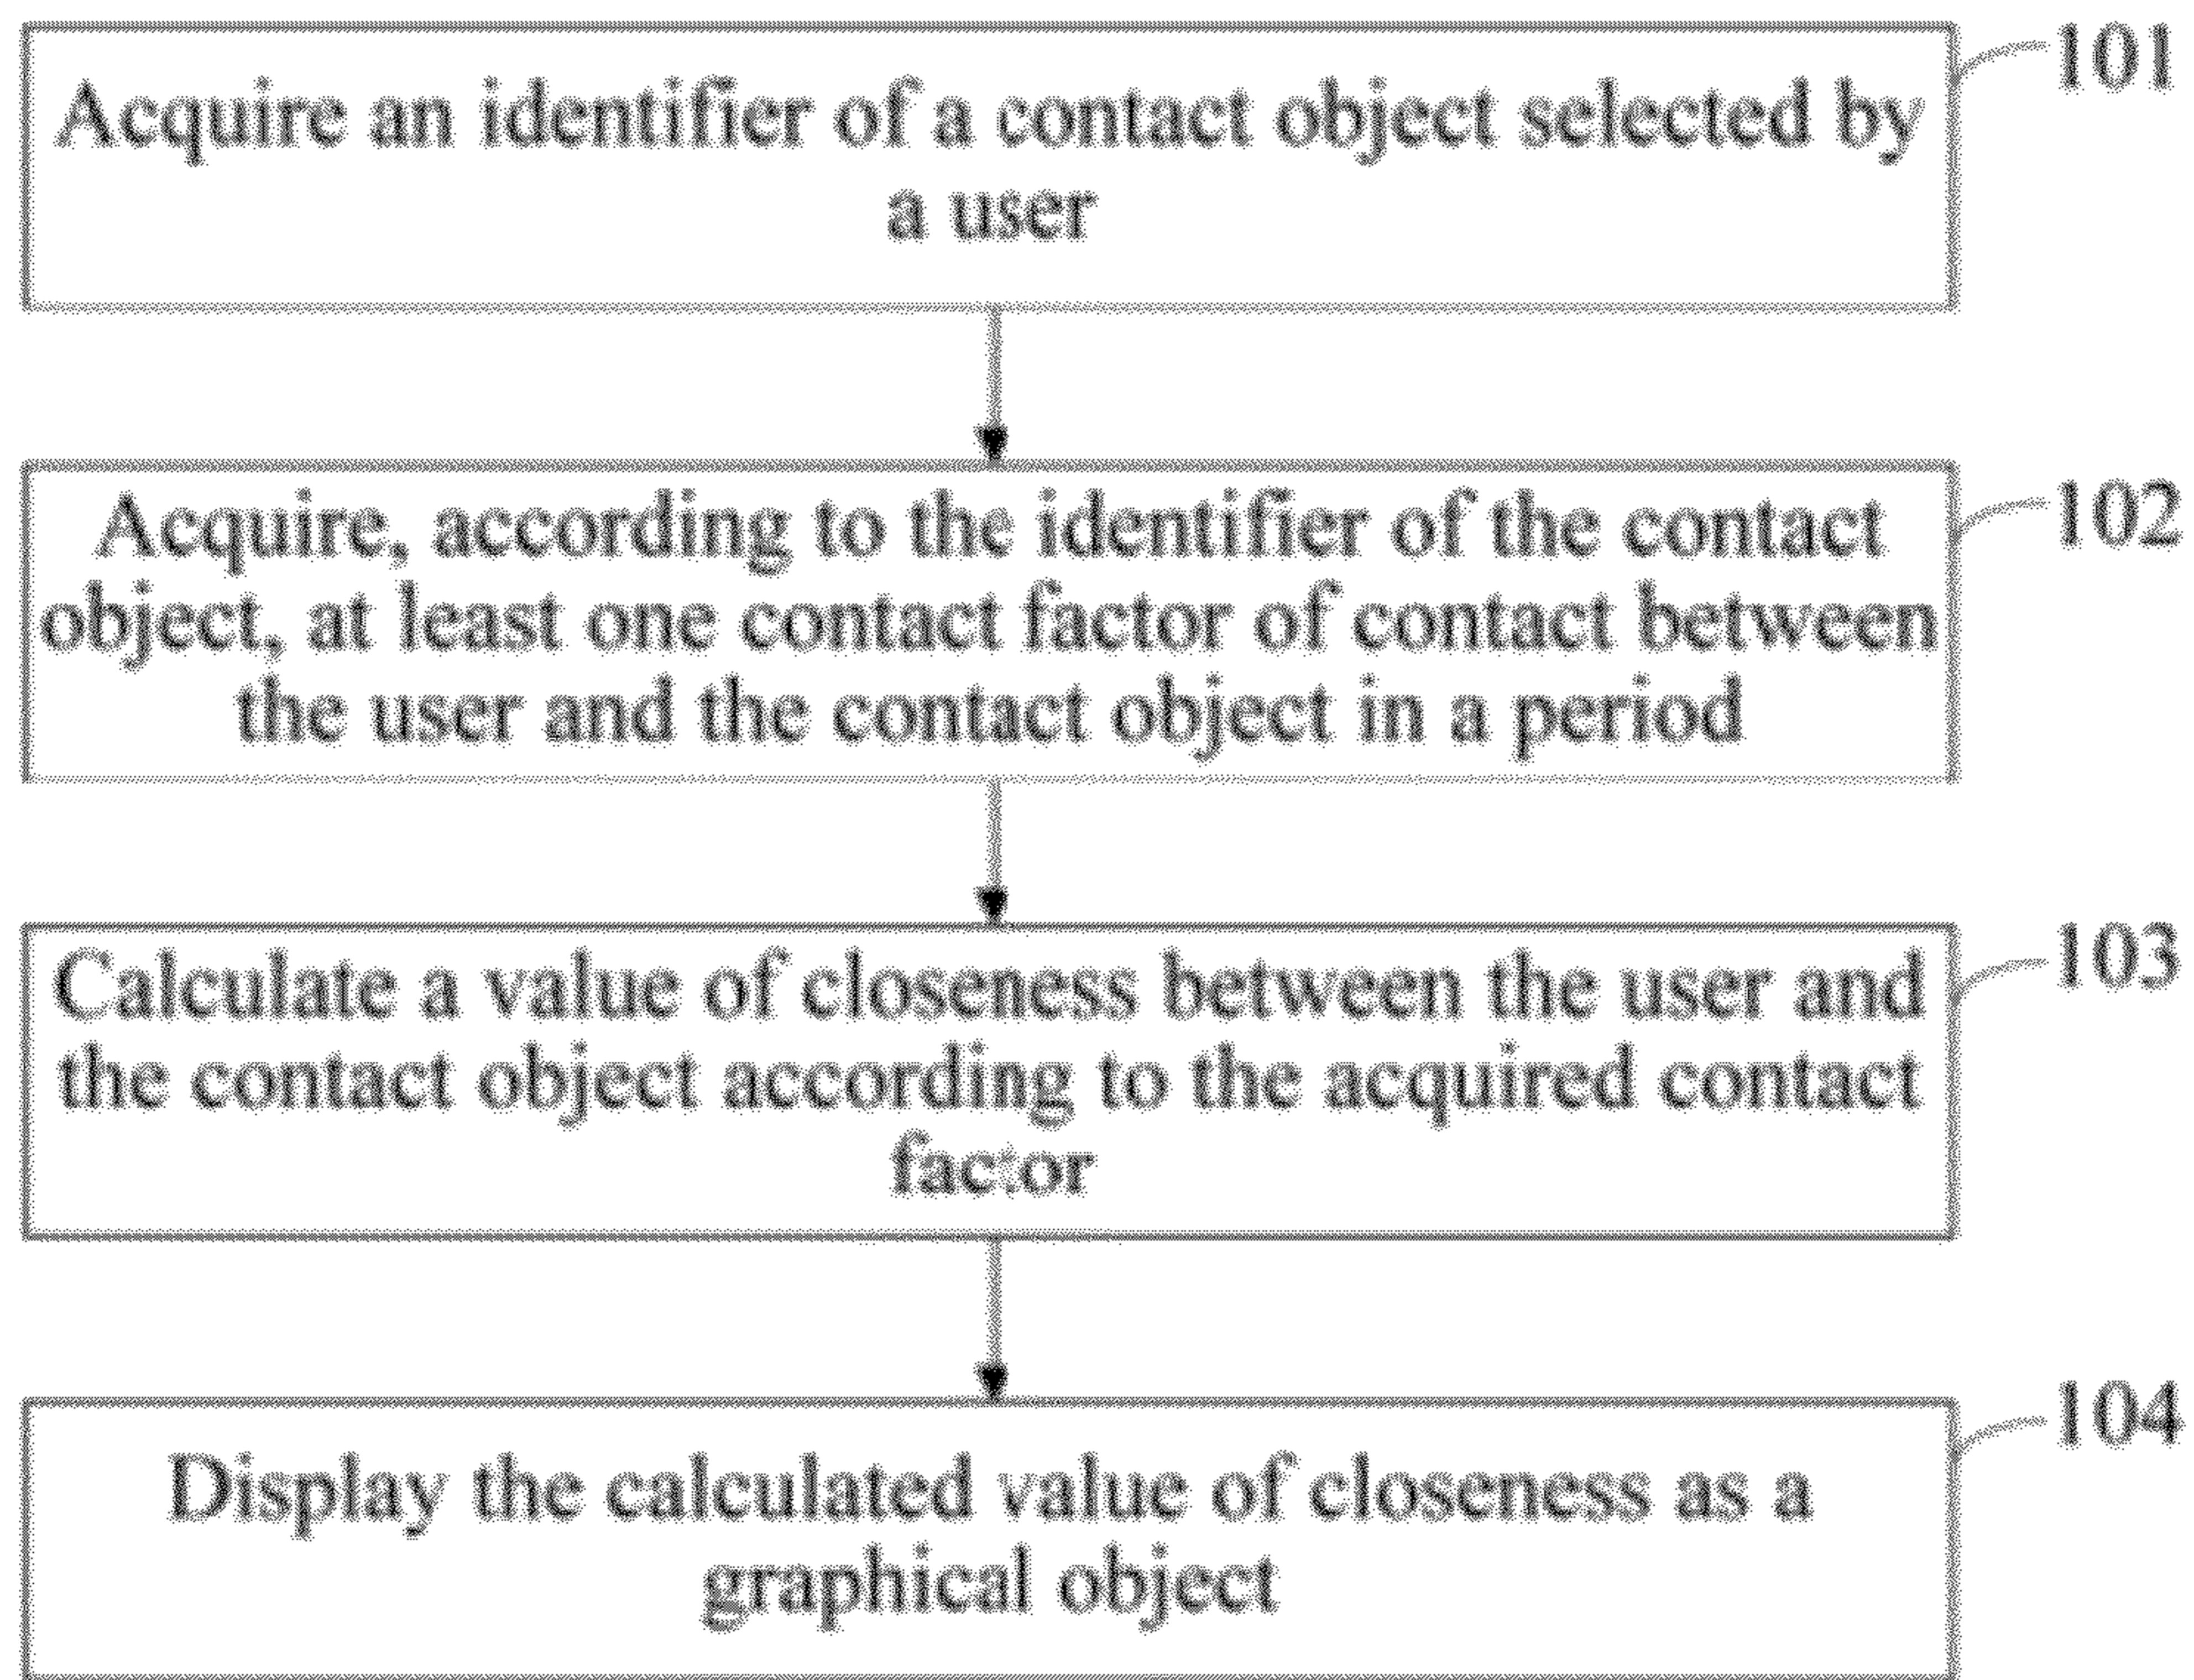 Acquire an identifier of a contact object selected by
a user
101
Acquire, according to the identifier of the contact
object, at least one contact factor of contact between
the user and the contact object in a period
102
Calculate a value of closeness between the user and
the contact object according to the acquired contact
factor
103
Display the calculated value of closeness as a
graphical object
104